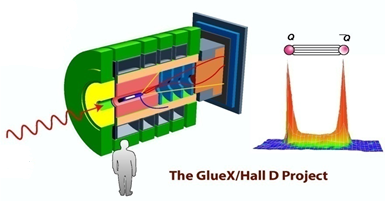 Q Q̅
The GlueX/Hall D Project